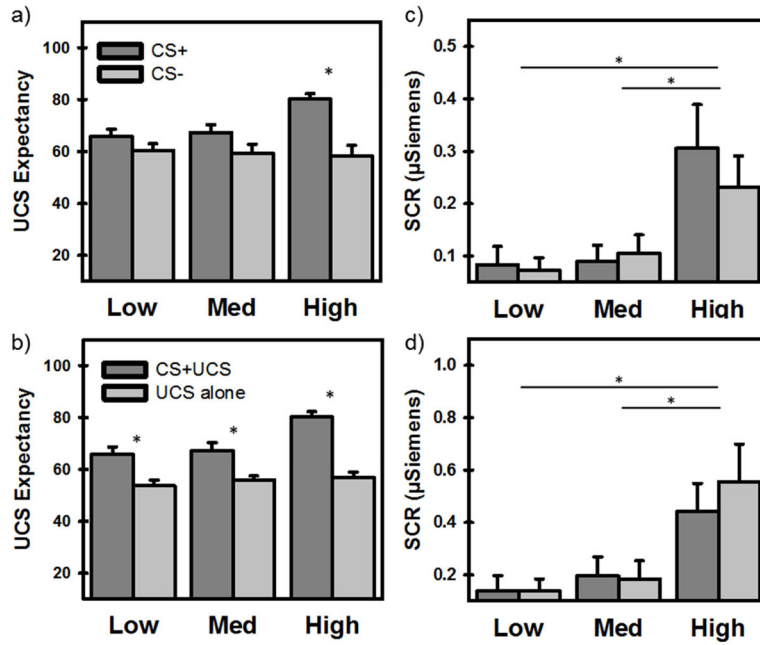 a)
UCS Expectancy
100
80
60
40
20
CS+
CS-
*
Low Med High
c)
SCR (µSiemens)
0.5
0.4
0.3
0.2
0.1
*
*
Low Med High
b)
UCS Expectancy
100
80
60
40
20
CS+UCS
UCS alone
* * *
Low Med High
d)
SCR (µSiemens)
1.0
0.8
0.6
0.4
0.2
*
*
Low Med High